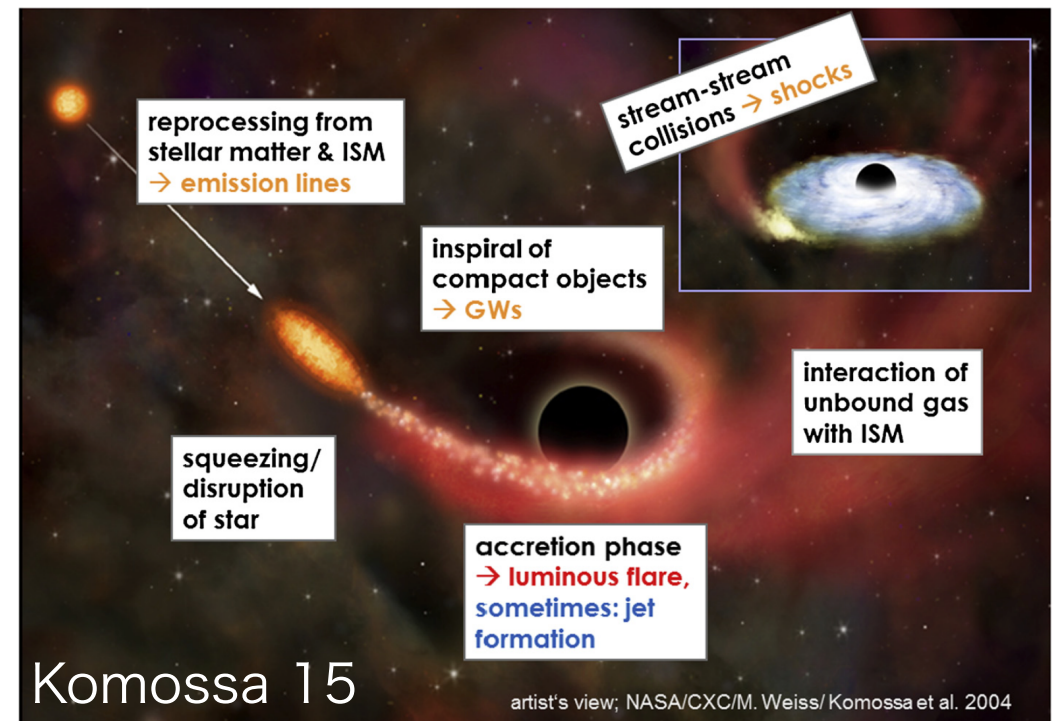 stream-stream
collisions → shocks
reprocessing from
stellar matter & ISM
→ emission lines
inspiral of
compact objects
→ GWs
interaction of
unbound gas
with ISM
squeezing/
disruption
of star
accretion phase
→ luminous flare,
sometimes: jet
formation
Komossa 15
artist's view; NASA/CXC/M. Weiss/ Komossa et al. 2004